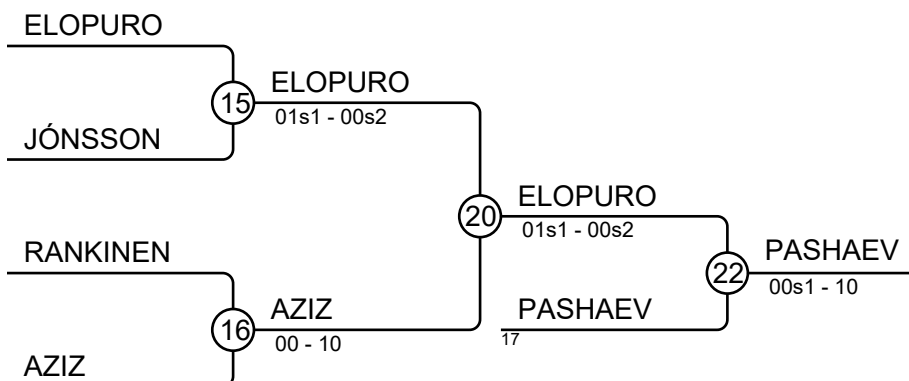 ELOPURO
15
ELOPURO
01s1 - 00s2
JÓNSSON
20
ELOPURO
01s1 - 00s2
RANKINEN
22
PASHAEV
00s1 - 10
16
AZIZ
00 - 10
PASHAEV
17
AZIZ